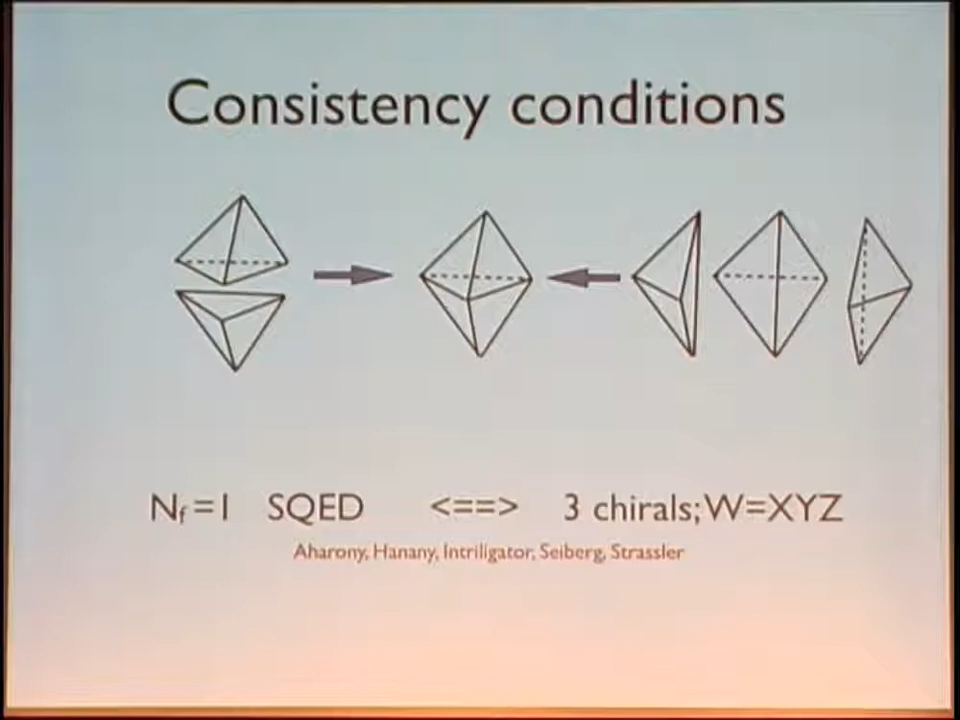 Consistency conditions
Nf=1 SQED <==> 3 chirals;W=XYZ
Aharony, Hanany, Intriligator, Seiberg, Strassler